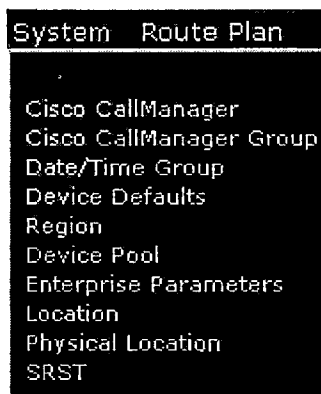 System Route Plan
Cisco CallManager
Cisco CallManager Group
Date/Time Group
Device Defaults
Region
Device Pool
Enterprise Parameters
Location
Physical Location
SRST